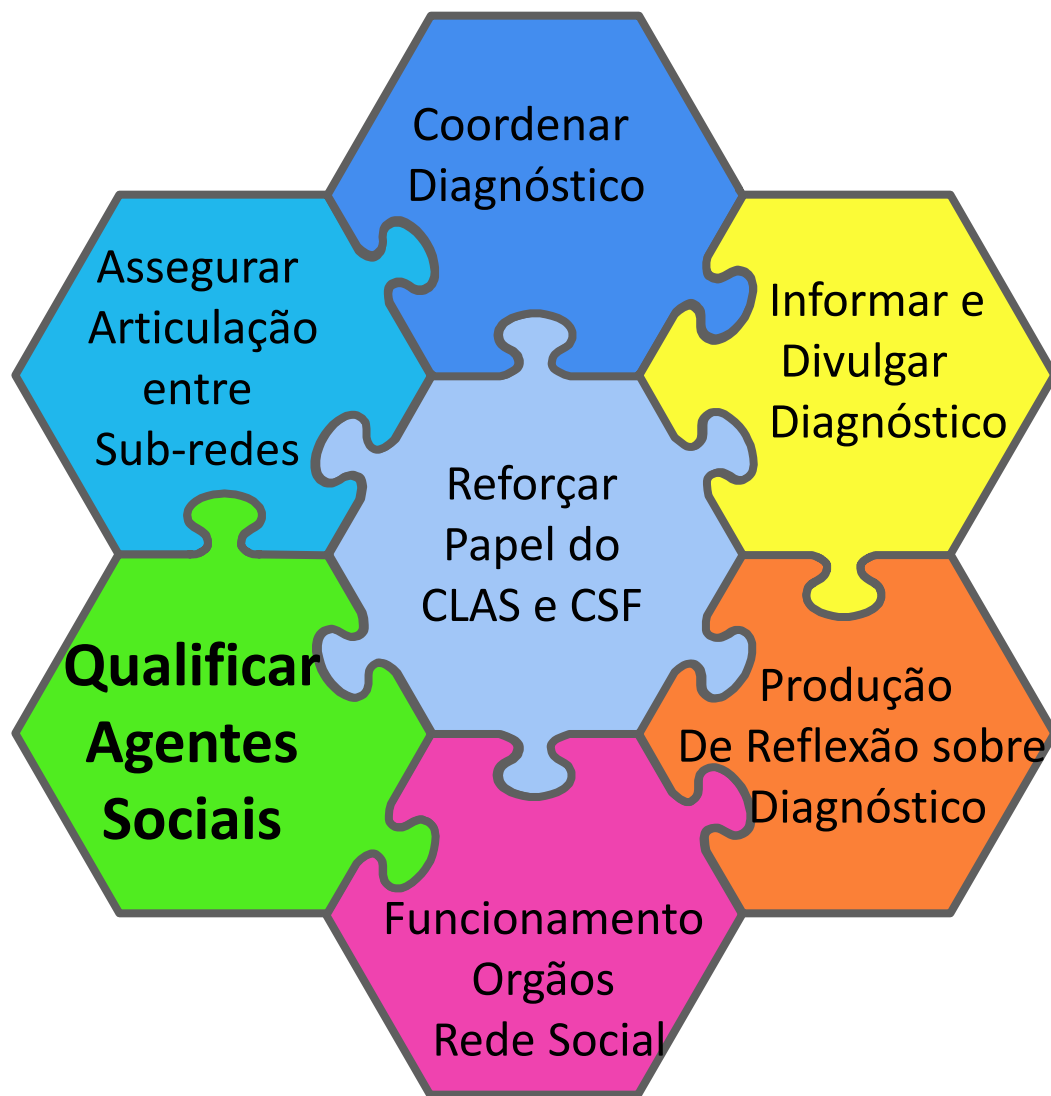 Coordenar
Diagnóstico
Assegurar
Articulação
entre
Sub-redes
Informar e
Divulgar
Diagnóstico
Reforçar
Papel do
CLAS e CSF
Qualificar
Agentes
Sociais
Produção
De Reflexão sobre
Diagnóstico
Funcionamento
Orgãos
Rede Social